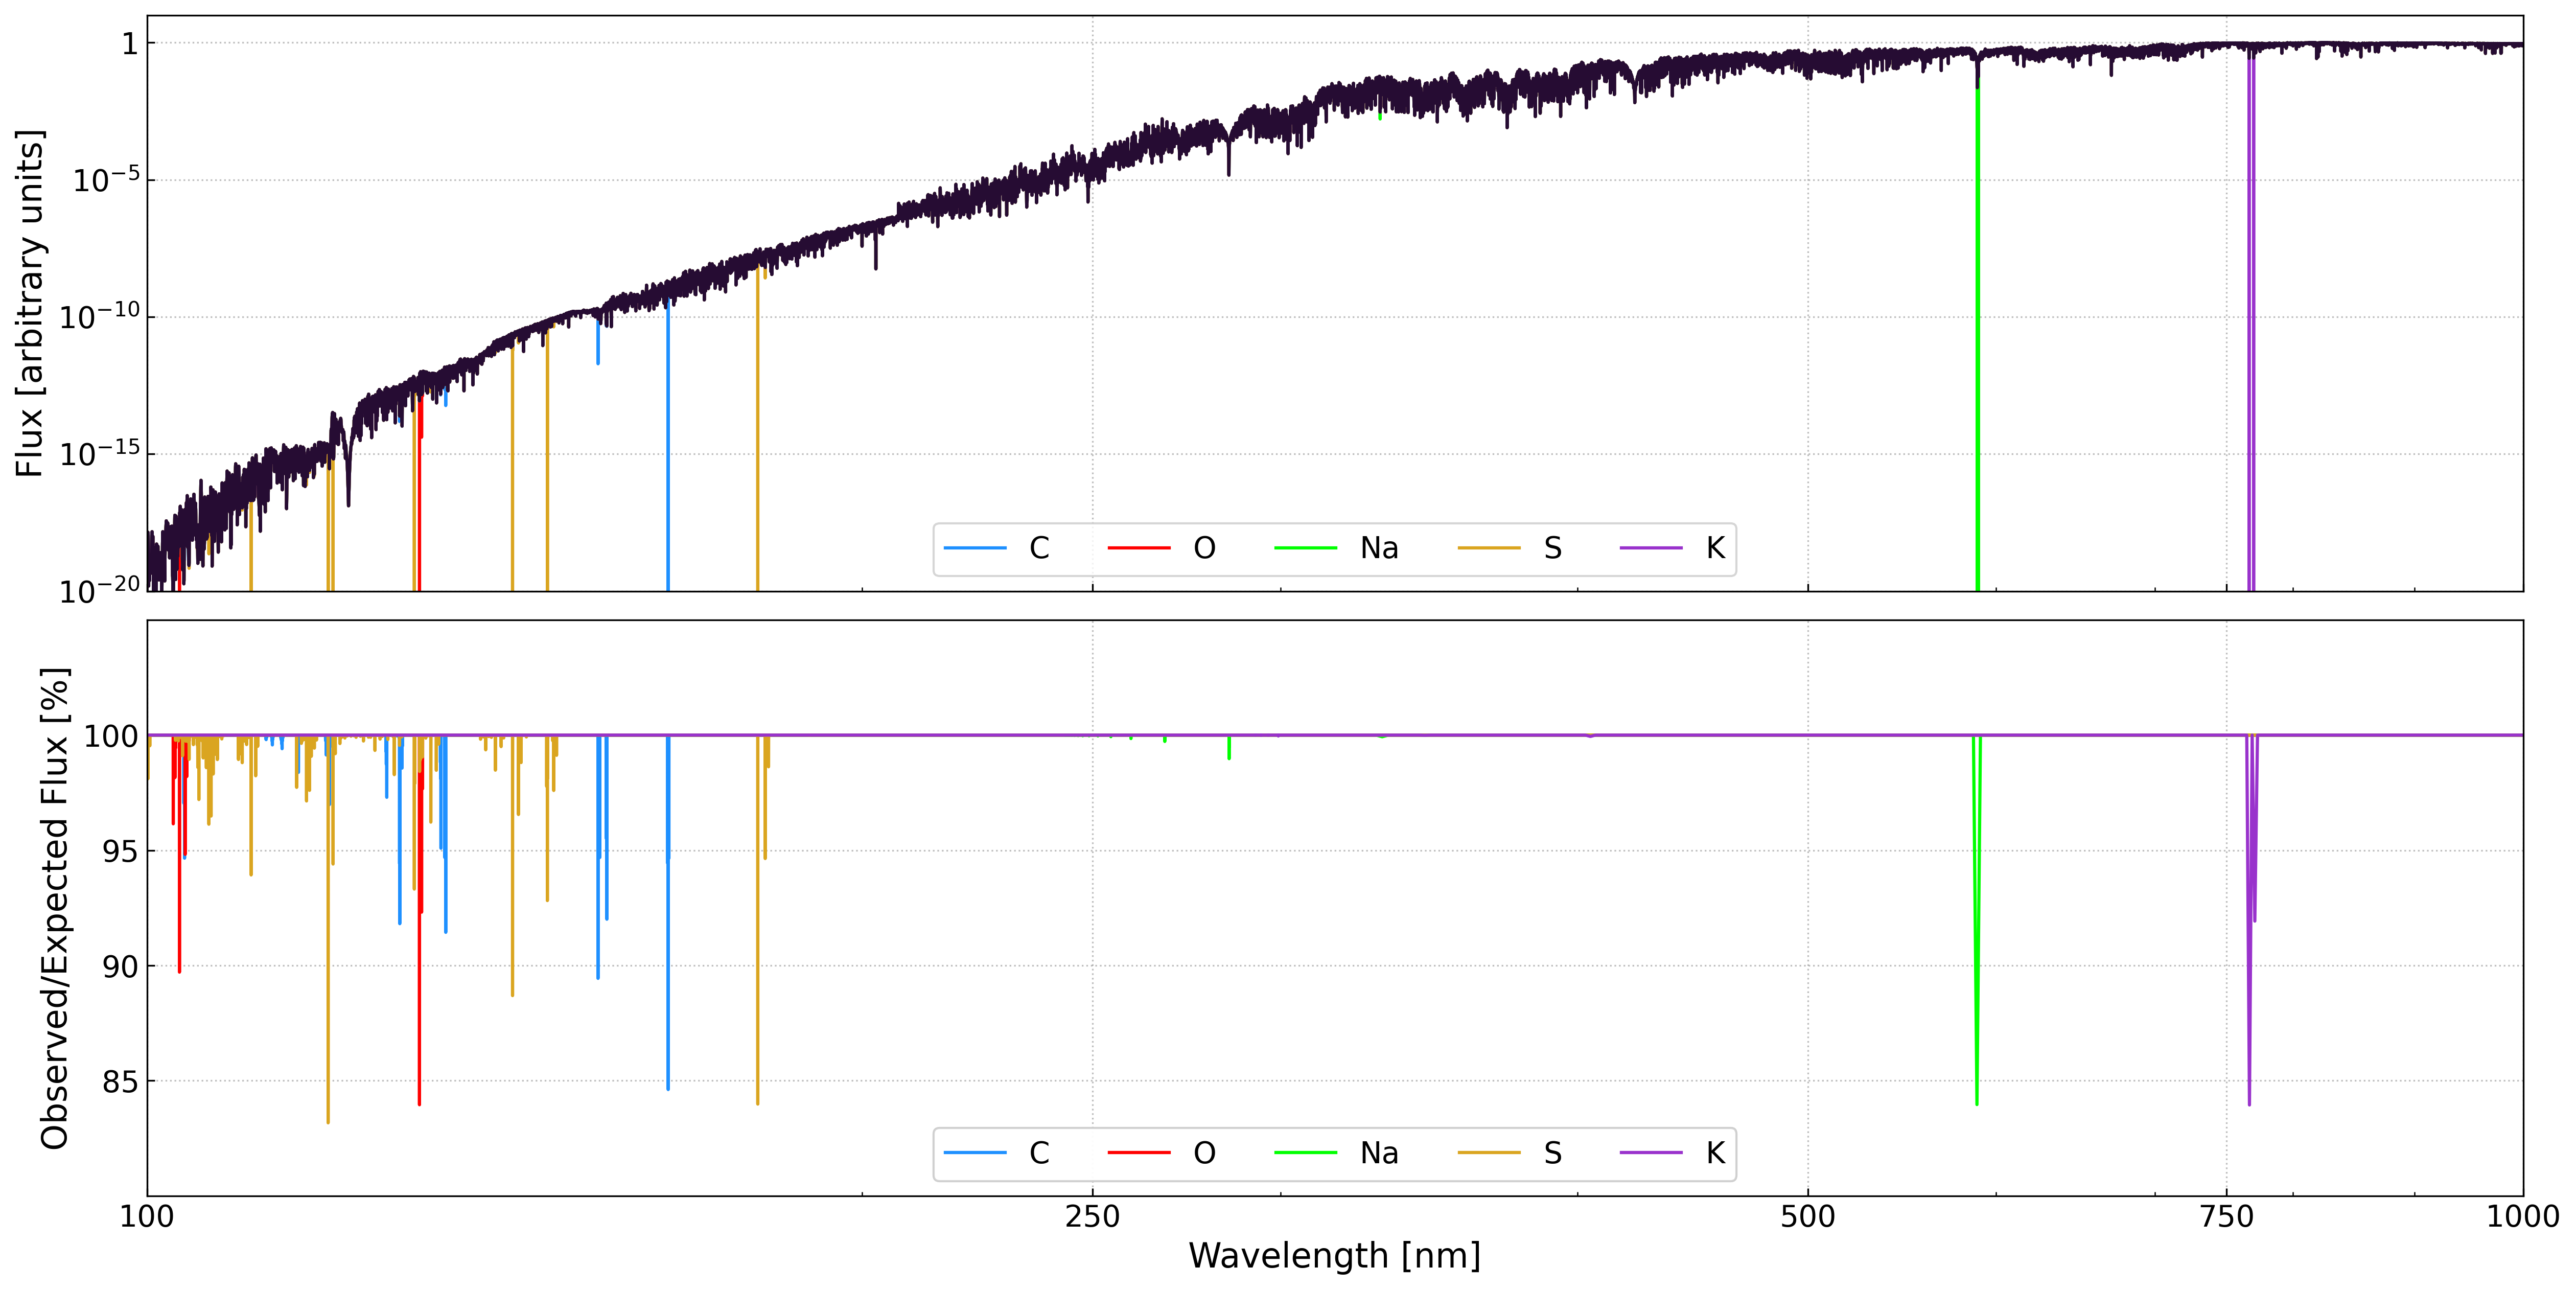 Flux [arbitrary units]
1
10⁻⁵
10⁻¹⁰
10⁻¹⁵
10⁻²⁰
C O Na S K
Observed/Expected Flux [%]
100
95
90
85
C O Na S K
100 250 500 750 1000
Wavelength [nm]